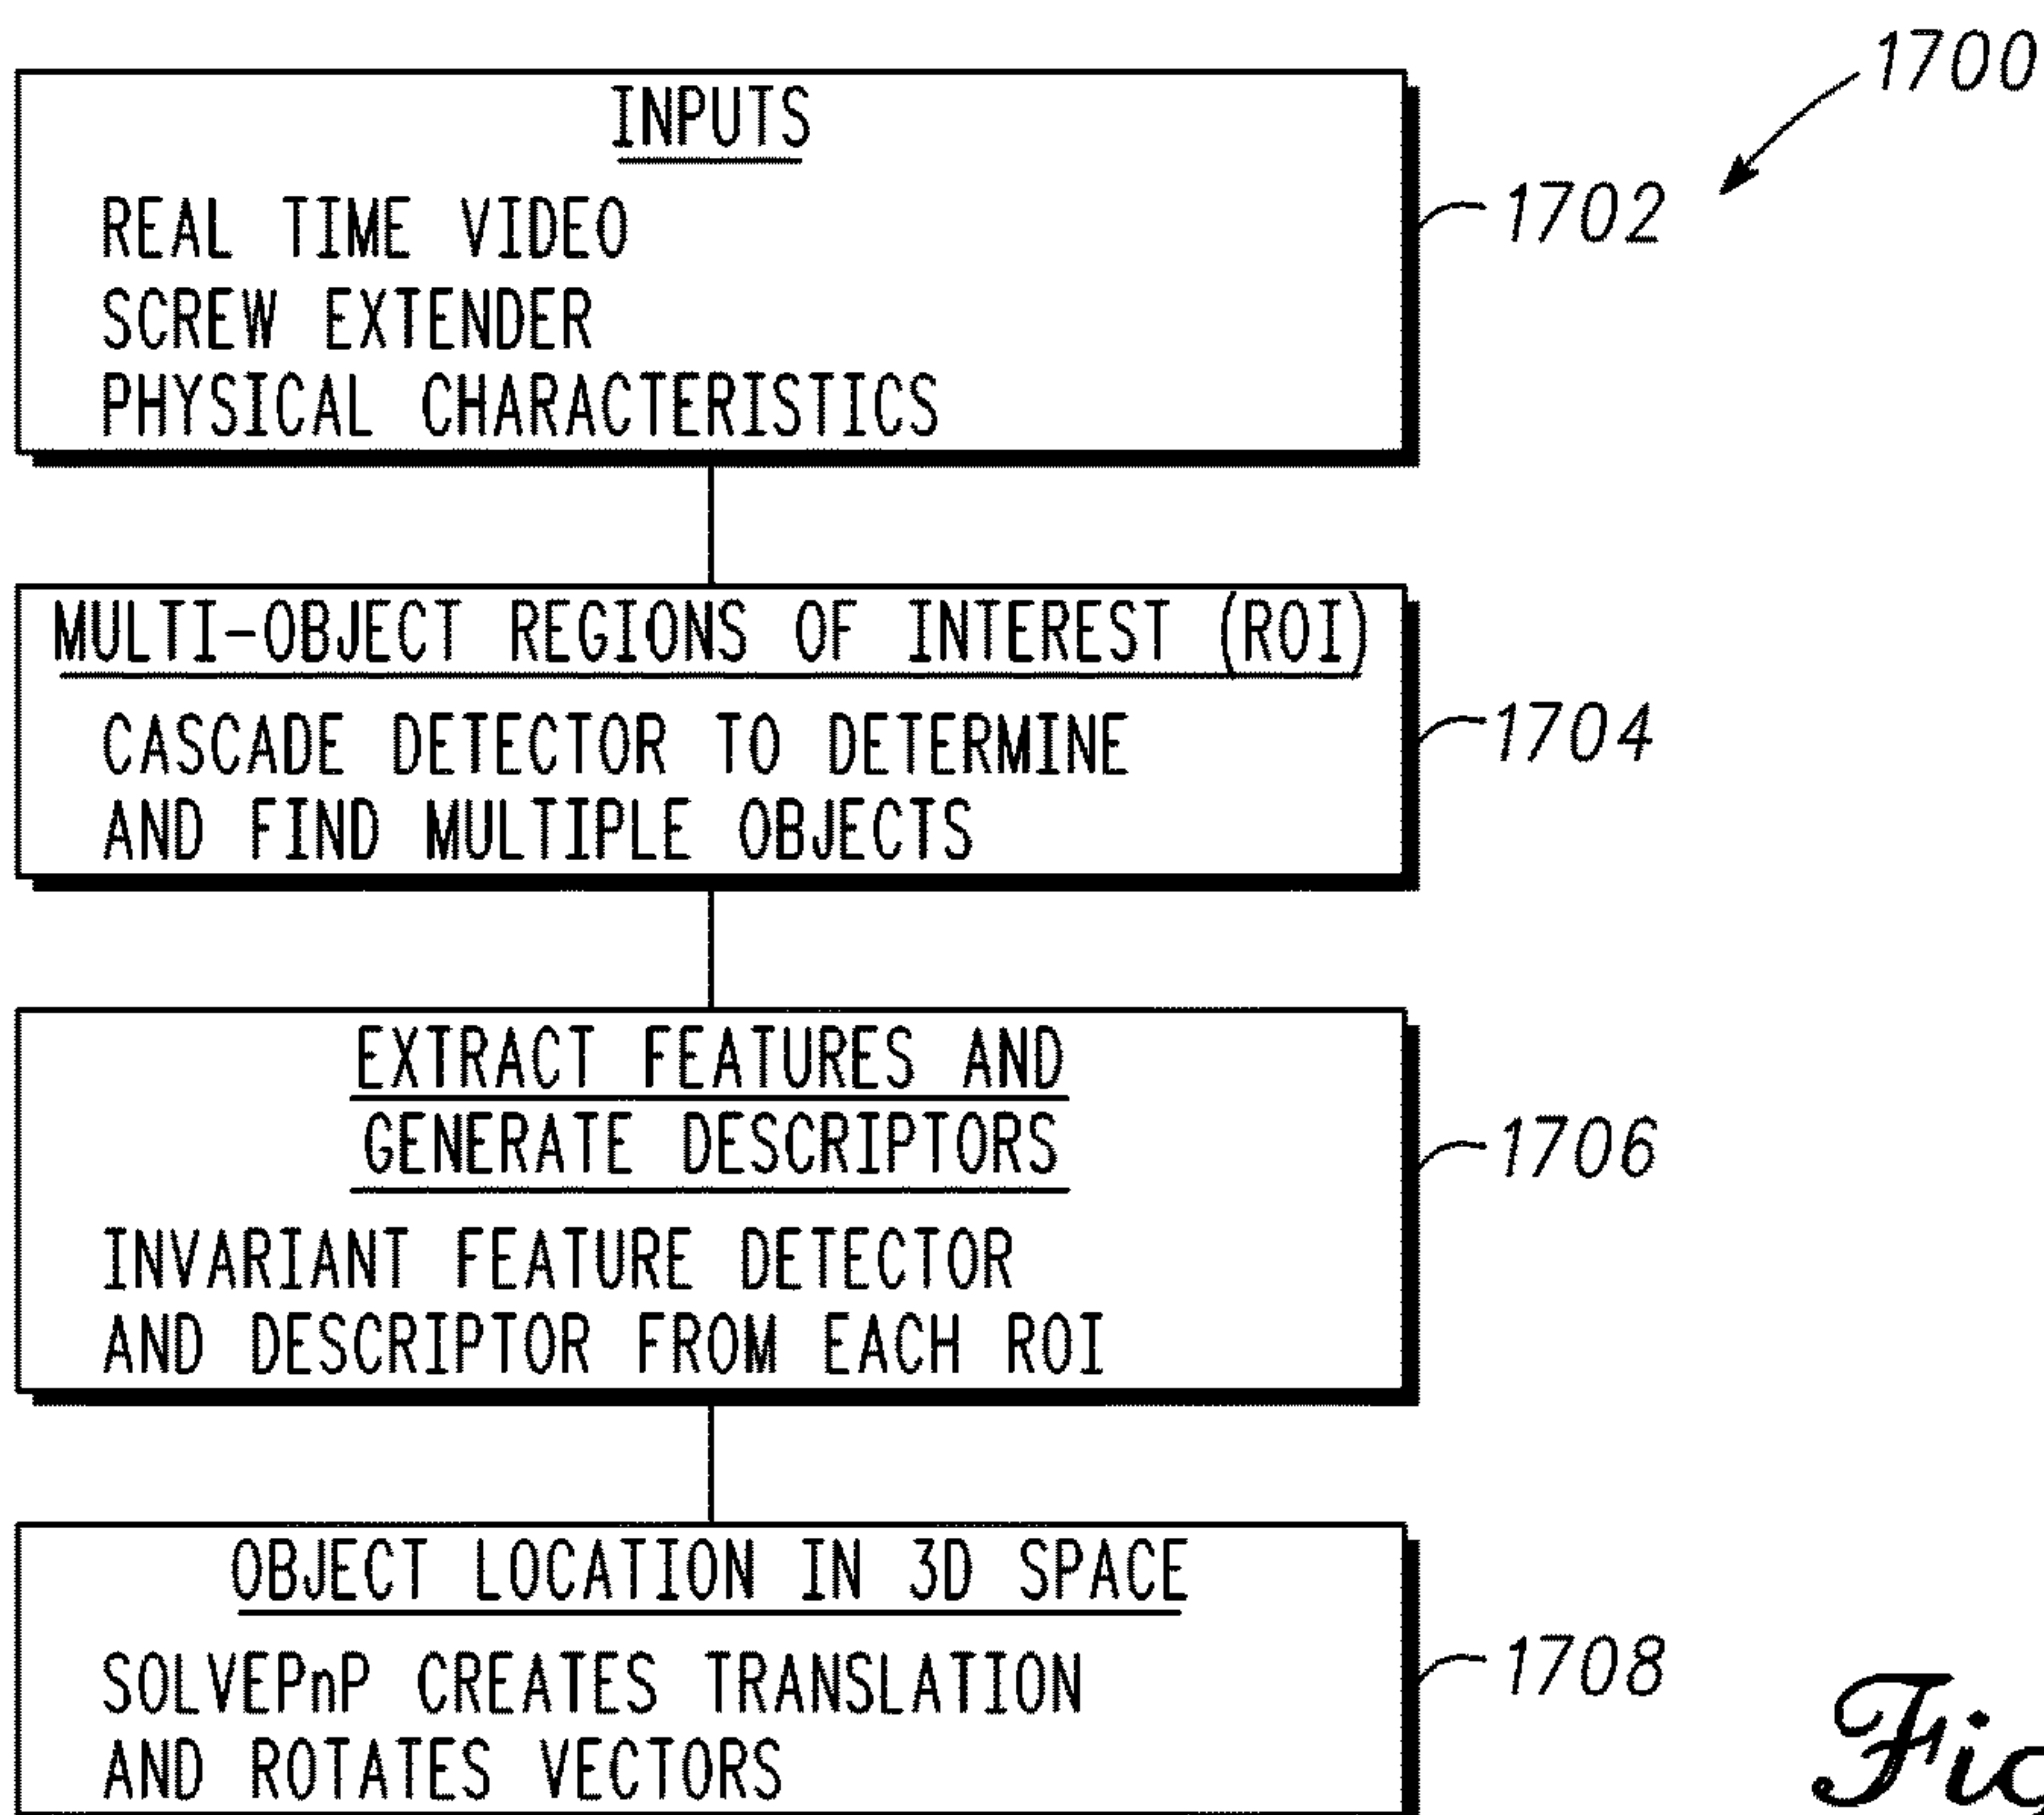 1700
INPUTS
REAL TIME VIDEO
SCREW EXTENDER
PHYSICAL CHARACTERISTICS
1702
MULTI-OBJECT REGIONS OF INTEREST (ROI)
CASCADE DETECTOR TO DETERMINE
AND FIND MULTIPLE OBJECTS
1704
EXTRACT FEATURES AND
GENERATE DESCRIPTORS
INVARIANT FEATURE DETECTOR
AND DESCRIPTOR FROM EACH ROI
1706
OBJECT LOCATION IN 3D SPACE
SOLVEPnP CREATES TRANSLATION
AND ROTATES VECTORS
1708